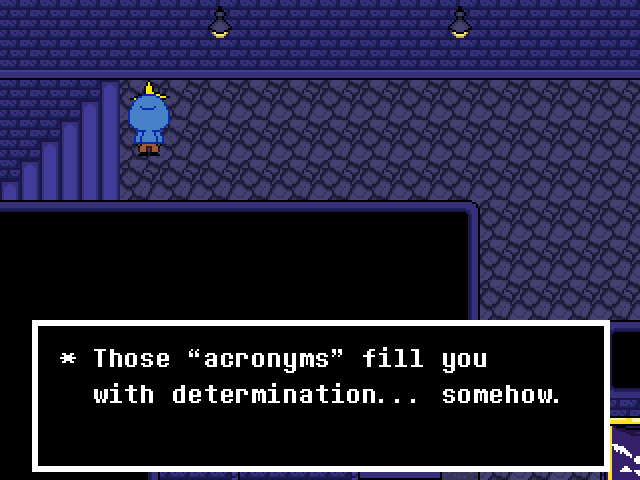 * Those “acronyms” fill you
with determination... somehow.